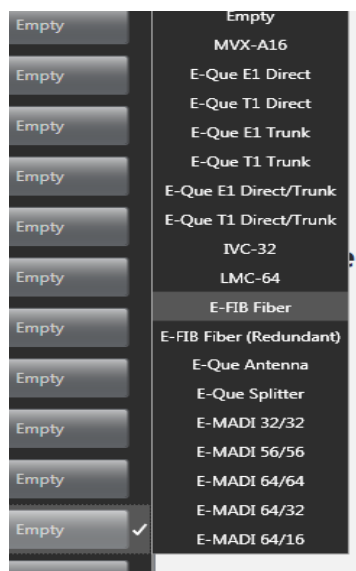 Empty
Empty
Empty
Empty
Empty
Empty
Empty
Empty
Empty
Empty
Empty
Empty
MVX-A16
E-Que E1 Direct
E-Que T1 Direct
E-Que E1 Trunk
E-Que T1 Trunk
E-Que E1 Direct/Trunk
E-Que T1 Direct/Trunk
IVC-32
LMC-64
E-FIB Fiber
E-FIB Fiber (Redundant)
E-Que Antenna
E-Que Splitter
E-MADI 32/32
E-MADI 56/56
E-MADI 64/64
E-MADI 64/32
E-MADI 64/16
e